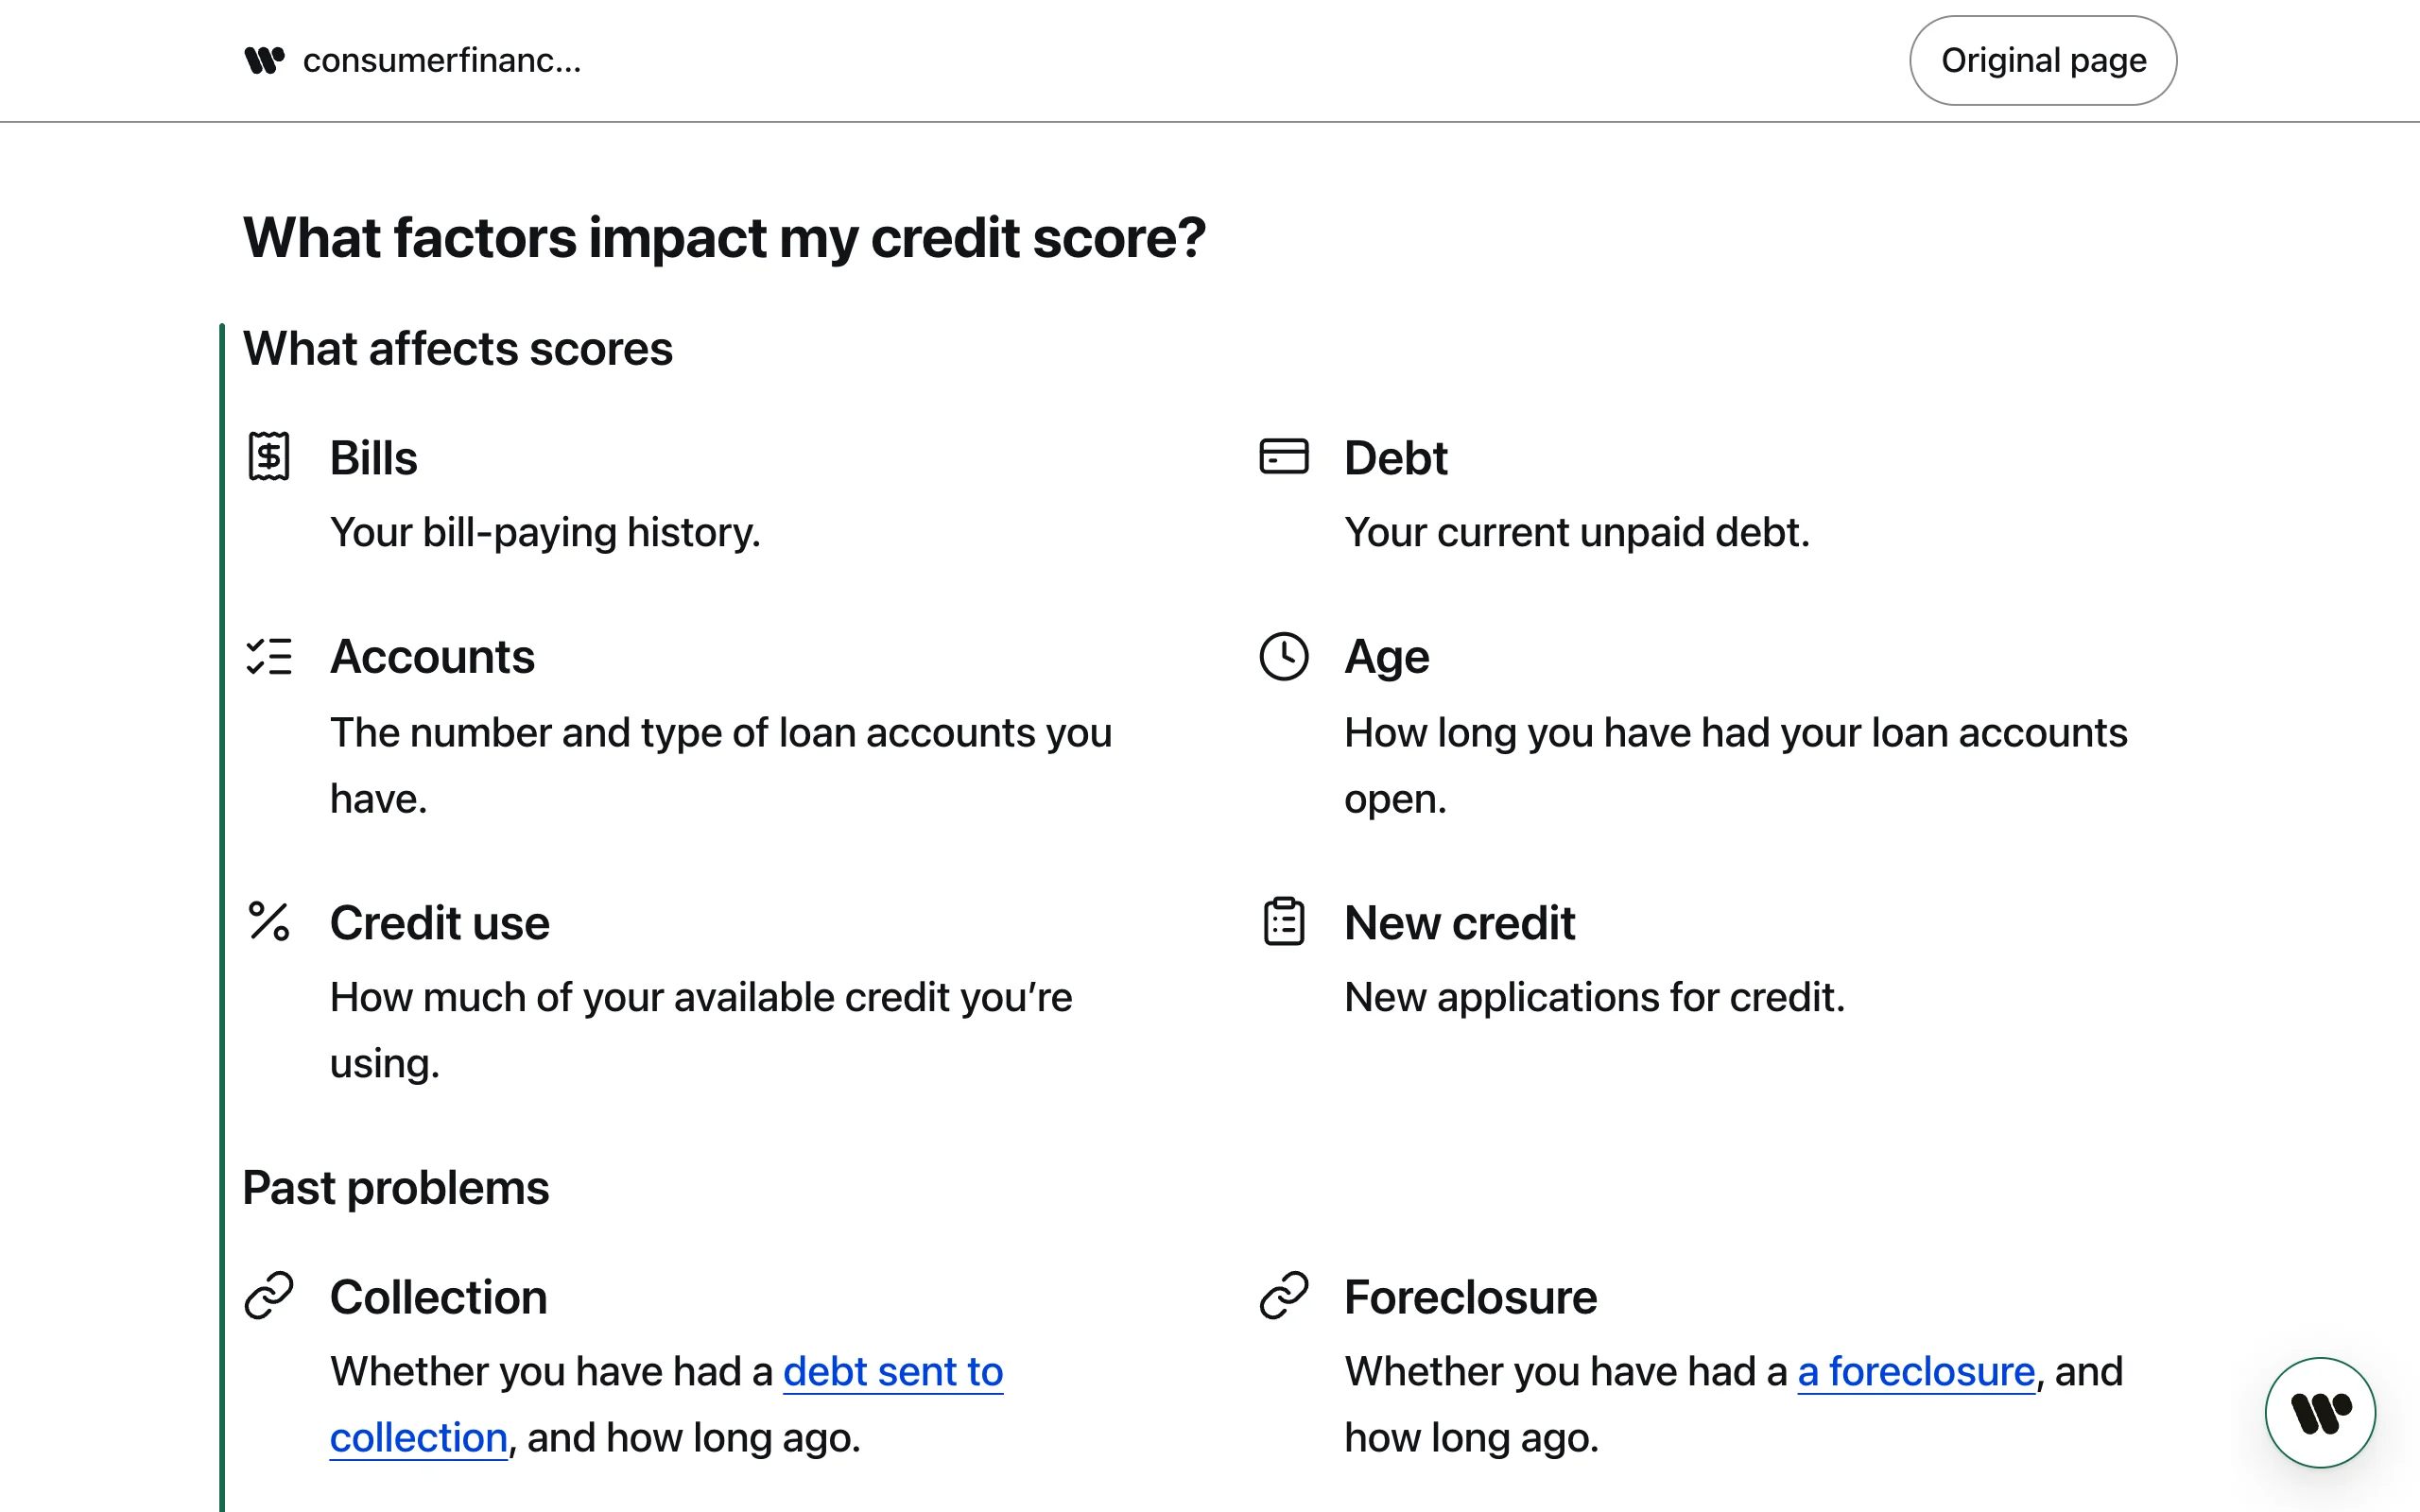 consumerfinanc...
Original page
What factors impact my credit score?
What affects scores
Bills
Your bill-paying history.
Debt
Your current unpaid debt.
Accounts
The number and type of loan accounts you
have.
Age
How long you have had your loan accounts
open.
Credit use
How much of your available credit you’re
using.
New credit
New applications for credit.
Past problems
Collection
Whether you have had a debt sent to
collection, and how long ago.
Foreclosure
Whether you have had a a foreclosure, and
how long ago.